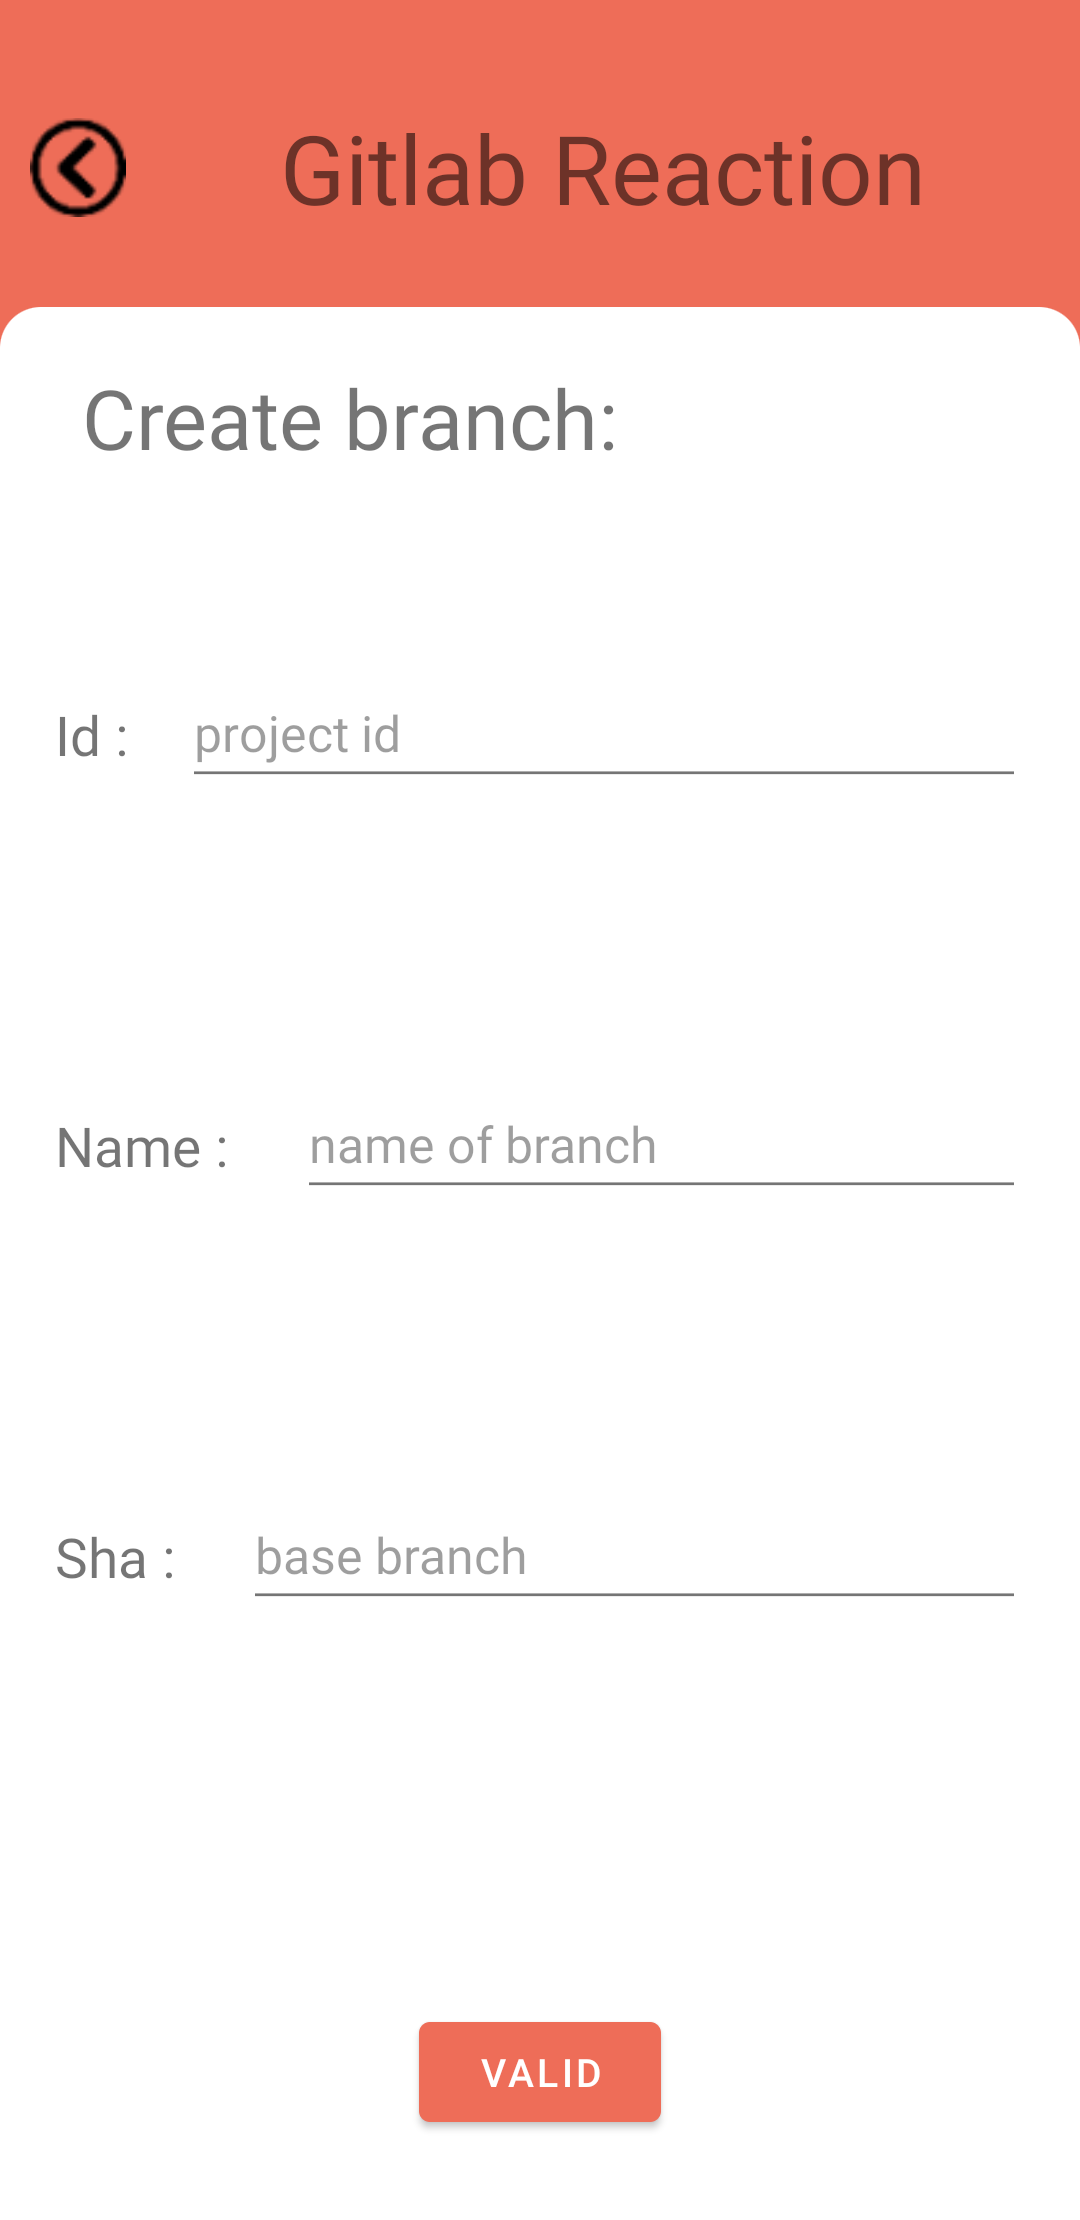 Gitlab Reaction
Create branch:
Id : project id
Name : name of branch
Sha : base branch
VALID